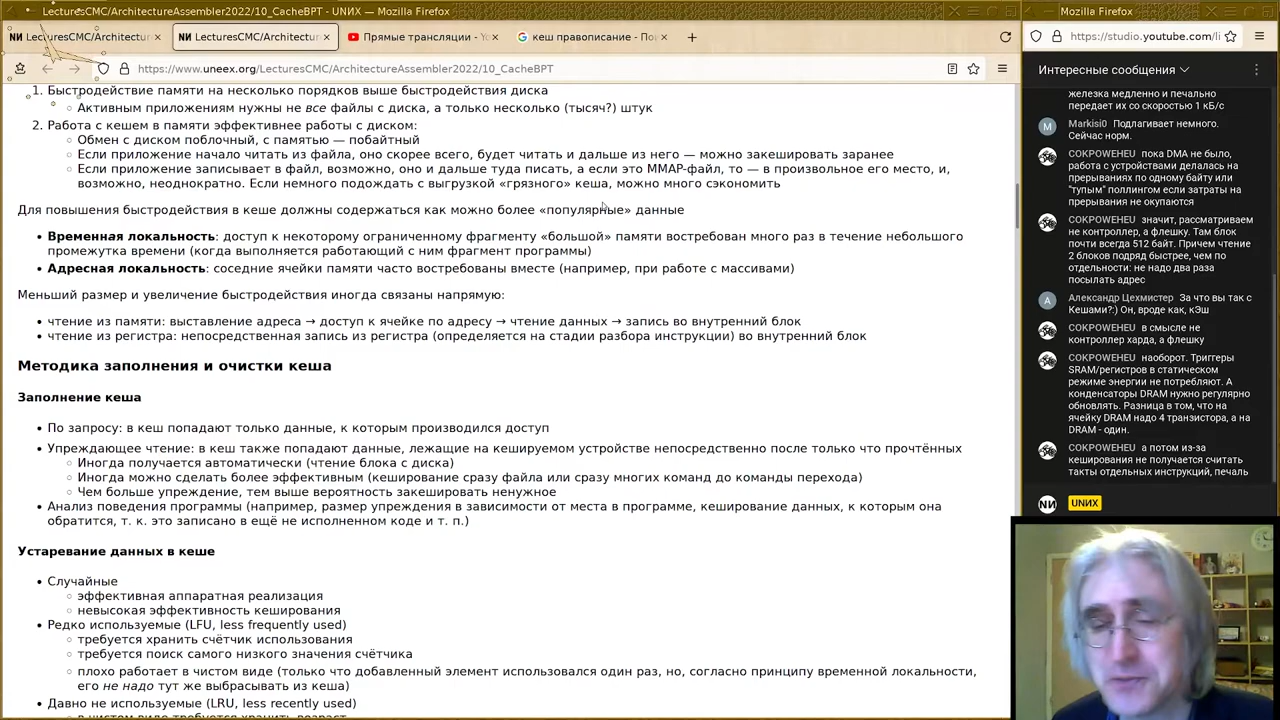 LecturesCMC/ArchitectureAssembler2022/10_CacheBPT - UNИX — Mozilla Firefox
LecturesCMC/Architectur ×
LecturesCMC/Architectur ×
Прямые трансляции - Yo ×
кеш правописание - По ×
https://www.uneex.org/LecturesCMC/ArchitectureAssembler2022/10_CacheBPT
1. Быстродействие памяти на несколько порядков выше быстродействия диска
Активным приложениям нужны не все файлы с диска, а только несколько (тысяч?) штук
2. Работа с кешем в памяти эффективнее работы с диском:
Обмен с диском поблочный, с памятью — побайтный
Если приложение начало читать из файла, оно скорее всего, будет читать и дальше из него — можно закешировать заранее
Если приложение записывает в файл, возможно, оно и дальше туда писать, а если это MMAP-файл, то — в произвольное его место, и,
возможно, неоднократно. Если немного подождать с выгрузкой «грязного» кеша, можно много сэкономить
Для повышения быстродействия в кеше должны содержаться как можно более «популярные» данные
Временная локальность: доступ к некоторому ограниченному фрагменту «большой» памяти востребован много раз в течение небольшого
промежутка времени (когда выполняется работающий с ним фрагмент программы)
Адресная локальность: соседние ячейки памяти часто востребованы вместе (например, при работе с массивами)
Меньший размер и увеличение быстродействия иногда связаны напрямую:
чтение из памяти: выставление адреса → доступ к ячейке по адресу → чтение данных → запись во внутренний блок
чтение из регистра: непосредственная запись из регистра (определяется на стадии разбора инструкции) во внутренний блок
Методика заполнения и очистки кеша
Заполнение кеша
По запросу: в кеш попадают только данные, к которым производился доступ
Упреждающее чтение: в кеш также попадают данные, лежащие на кешируемом устройстве непосредственно после только что прочтённых
Иногда получается автоматически (чтение блока с диска)
Иногда можно сделать более эффективным (кеширование сразу файла или сразу многих команд до команды перехода)
Чем больше упреждение, тем выше вероятность закешировать ненужное
Анализ поведения программы (например, размер упреждения в зависимости от места в программе, кеширование данных, к которым она
обратится, т. к. это записано в ещё не исполненном коде и т. п.)
Устаревание данных в кеше
Случайные
эффективная аппаратная реализация
невысокая эффективность кеширования
Редко используемые (LFU, less frequently used)
требуется хранить счётчик использования
требуется поиск самого низкого значения счётчика
плохо работает в чистом виде (только что добавленный элемент использовался один раз, но, согласно принципу временной локальности,
его не надо тут же выбрасывать из кеша)
Давно не используемые (LRU, less recently used)
в чистом виде требуется хранить возраст
Mozilla Firefox
https://studio.youtube.com/li
Интересные сообщения
железка медленно и печально
передает их со скоростью 1 кБ/с
M Markisi0 Подлагивает немного.
Сейчас норм.
COKPOWEHEU пока DMA не было,
работа с устройствами делалась на
прерываниях по одному байту или
"тупым" поллингом если затраты на
прерывания не окупаются
COKPOWEHEU значит, рассматриваем
не контроллер, а флешку. Там блок
почти всегда 512 байт. Причем чтение
2 блоков подряд быстрее, чем по
отдельности: не надо два раза
посылать адрес
А Александр Цехмистер За что вы так с
Кешами?:) Он, вроде как, кЭш
COKPOWEHEU в смысле не
контроллер харда, а флешку
COKPOWEHEU наоборот. Триггеры
SRAM/регистров в статическом
режиме энергии не потребляют. А
конденсаторы DRAM нужно регулярно
обновлять. Разница в том, что на
ячейку DRAM надо 4 транзистора, а на
DRAM - один.
COKPOWEHEU а потом из-за
кеширования не получается считать
такты отдельных инструкций, печаль
NИ UNИX